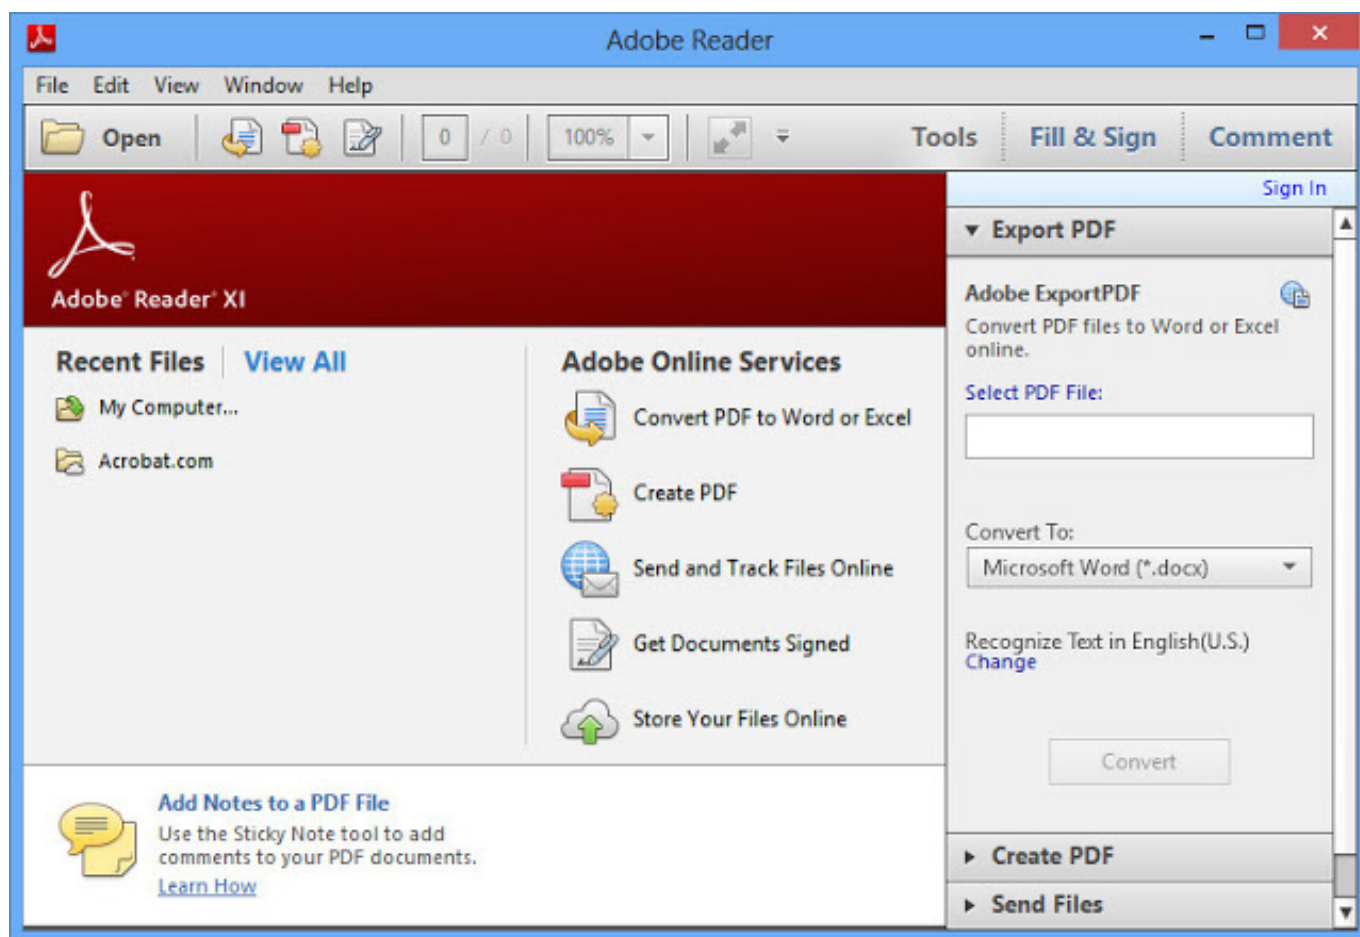 Adobe Reader
File Edit View Window Help
Open 0 / 0 100% Tools Fill & Sign Comment
Sign In
Adobe® Reader® XI
Recent Files View All
My Computer...
Acrobat.com
Adobe Online Services
Convert PDF to Word or Excel
Create PDF
Send and Track Files Online
Get Documents Signed
Store Your Files Online
Add Notes to a PDF File
Use the Sticky Note tool to add
comments to your PDF documents.
Learn How
Export PDF
Adobe ExportPDF
Convert PDF files to Word or Excel
online.
Select PDF File:
Convert To:
Microsoft Word (*.docx)
Recognize Text in English(U.S.)
Change
Convert
Create PDF
Send Files